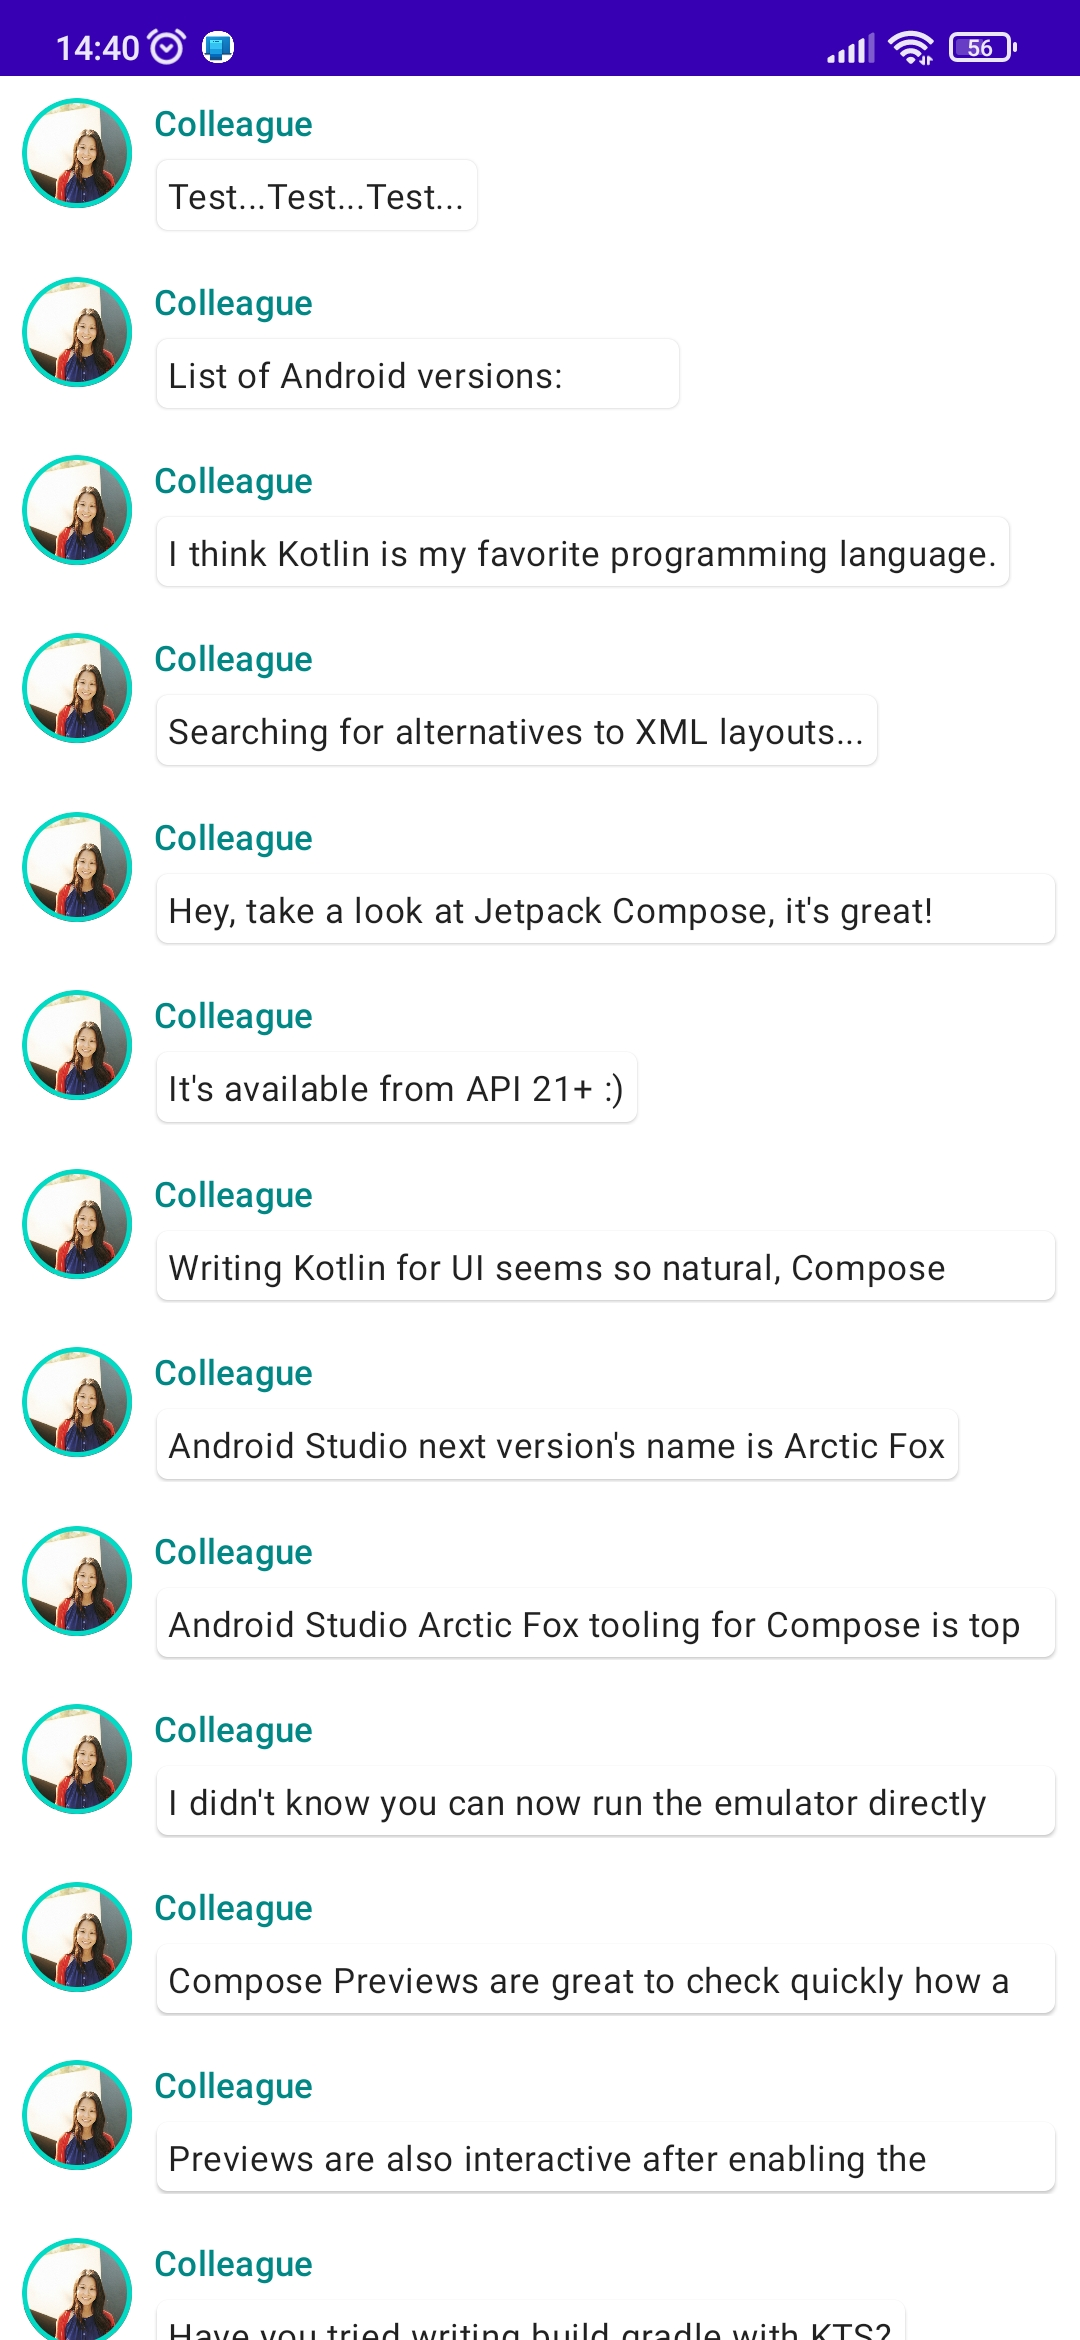 14:40
56
Colleague
Test...Test...Test...
Colleague
List of Android versions:
Colleague
I think Kotlin is my favorite programming language.
Colleague
Searching for alternatives to XML layouts...
Colleague
Hey, take a look at Jetpack Compose, it's great!
Colleague
It's available from API 21+ :)
Colleague
Writing Kotlin for UI seems so natural, Compose
Colleague
Android Studio next version's name is Arctic Fox
Colleague
Android Studio Arctic Fox tooling for Compose is top
Colleague
I didn't know you can now run the emulator directly
Colleague
Compose Previews are great to check quickly how a
Colleague
Previews are also interactive after enabling the
Colleague
Have you tried writing build.gradle with KTS?